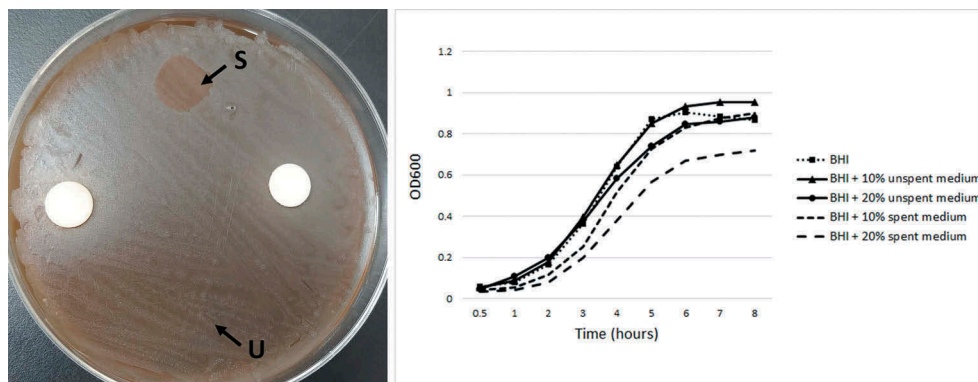 S
U
1.2
1
0.8
0.6
0.4
0.2
0
OD600
0.5 1 2 3 4 5 6 7 8
Time (hours)
BHI
BHI + 10% unspent medium
BHI + 20% unspent medium
BHI + 10% spent medium
BHI + 20% spent medium